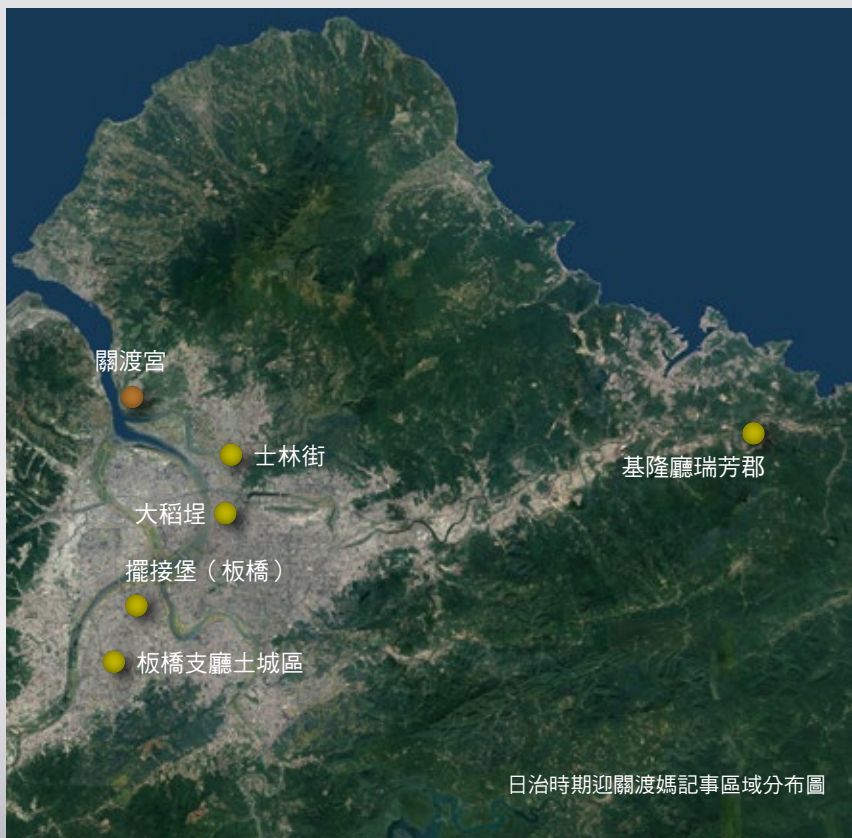 關渡宮
士林街
基隆廳瑞芳郡
大稻埕
擺接堡（板橋）
板橋支廳土城區
日治時期迎關渡媽記事區域分布圖